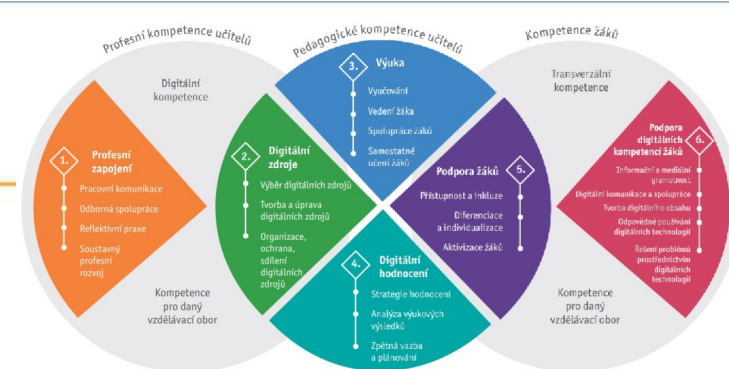 Profesní kompetence učitelů
Pedagogické kompetence učitelů
Kompetence žáků
Digitální
kompetence
1.
Profesní
zapojení
Pracovní komunikace
Odborná spolupráce
Reflektivní praxe
Soustavný
profesní
rozvoj
2.
Digitální
zdroje
Výběr digitálních zdrojů
Tvorba a úprava
digitálních zdrojů
Organizace,
ochrana,
sdílení
digitálních
zdrojů
Kompetence
pro daný
vzdělávací obor
3.
Výuka
Vyučování
Vedení žáka
Spolupráce žáků
Samostatné
učení žáků
4.
Digitální
hodnocení
Strategie hodnocení
Analýza výukových
výsledků
Zpětná vazba
a plánování
5.
Podpora žáků
Přístupnost a inkluze
Diferenciace
a individualizace
Aktivizace žáků
Transverzální
kompetence
6.
Podpora
digitálních
kompetencí žáků
Informační a mediální
gramotnost
Digitální komunikace a spolupráce
Tvorba digitálního obsahu
Odpovědné používání
digitálních technologií
Řešení problémů
prostřednictvím
digitálních
technologií
Kompetence
pro daný
vzdělávací obor